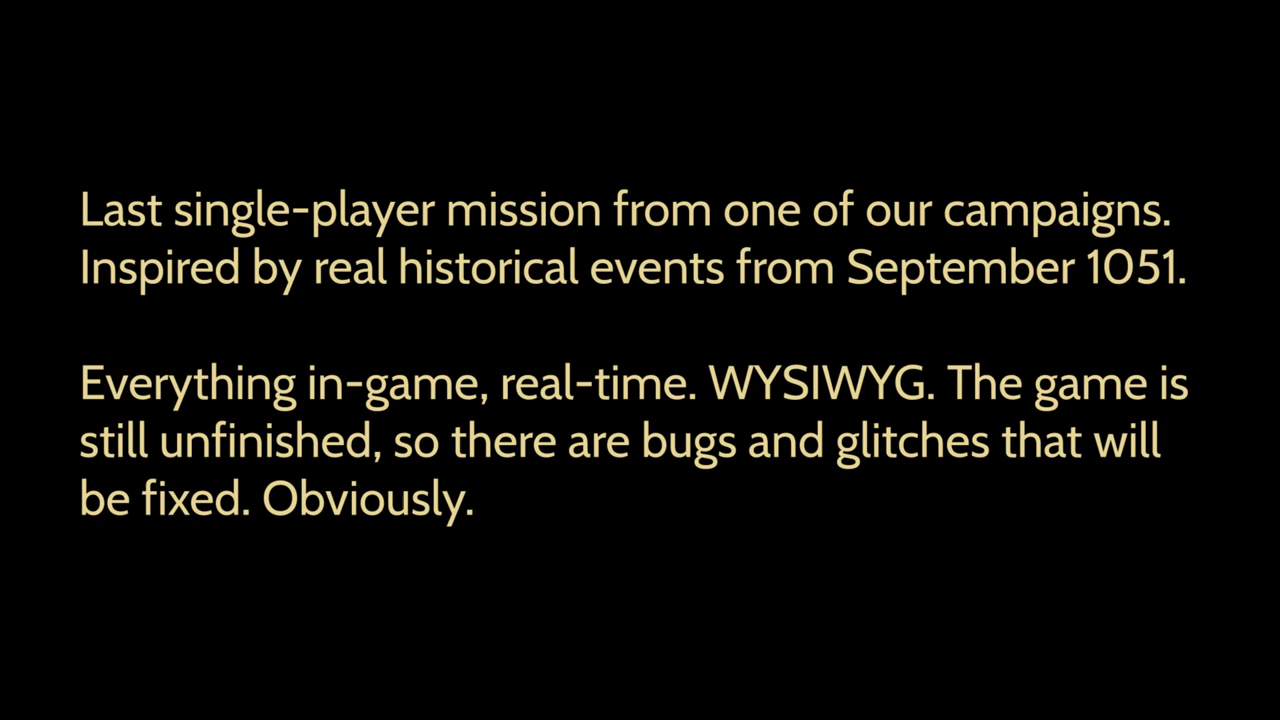 Last single-player mission from one of our campaigns.
Inspired by real historical events from September 1051.
Everything in-game, real-time. WYSIWYG. The game is
still unfinished, so there are bugs and glitches that will
be fixed. Obviously.